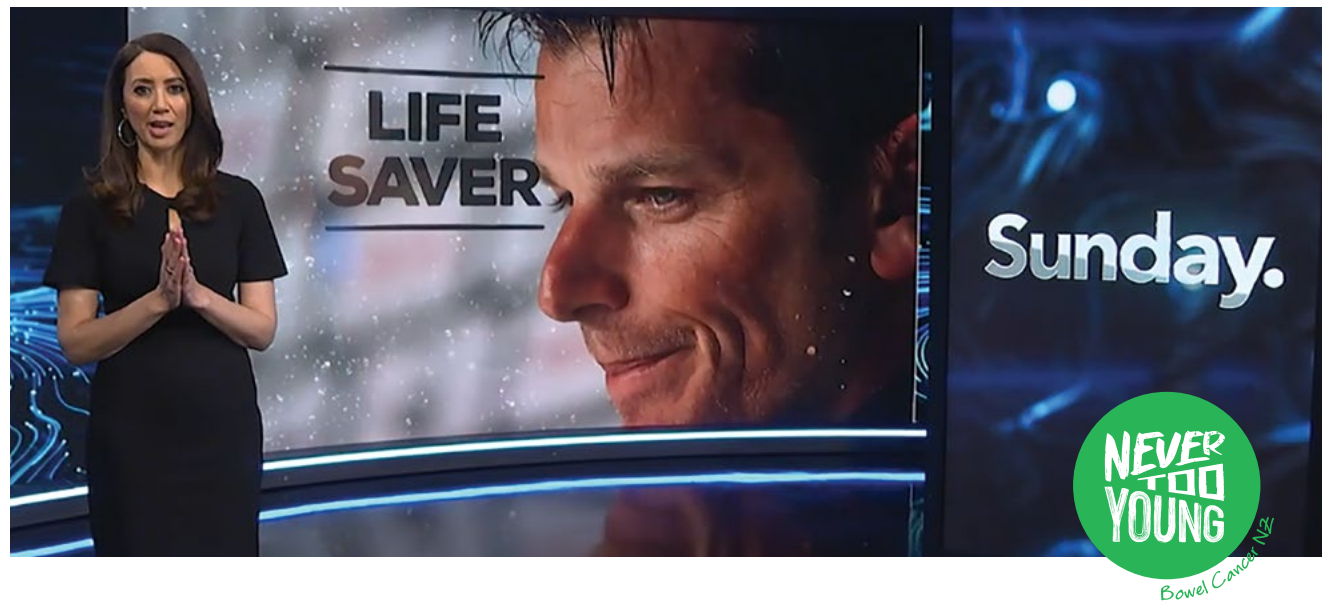 LIFE
SAVER
Sunday.
NEVER
TOO
YOUNG
Bowel Cancer NZ